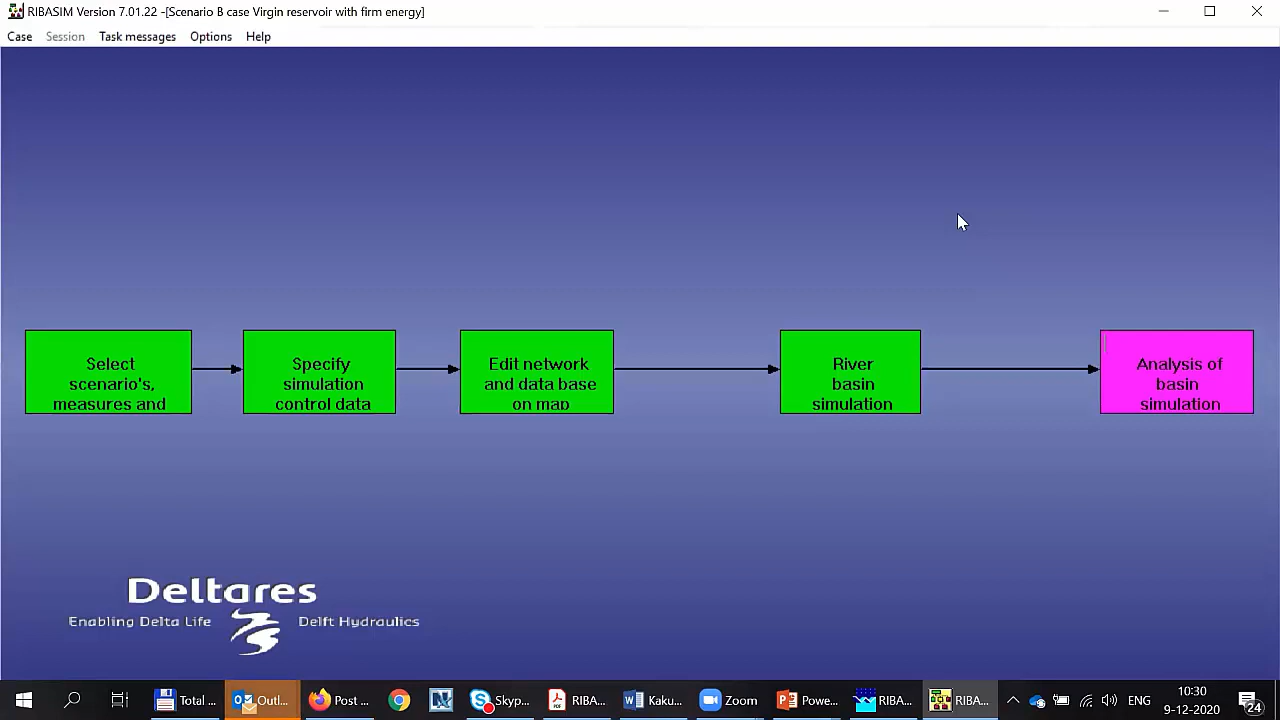 RIBASIM Version 7.01.22 -[Scenario B case Virgin reservoir with firm energy]
Case Session Task messages Options Help
Select
scenario's,
measures and
Specify
simulation
control data
Edit network
and data base
on map
River
basin
simulation
Analysis of
basin
simulation
Deltares
Enabling Delta Life Delft Hydraulics
Total ... Outl... Post ... Skyp... RIBA... Kaku... Zoom Powe... RIBA... RIBA... ENG 10:30
9-12-2020 24